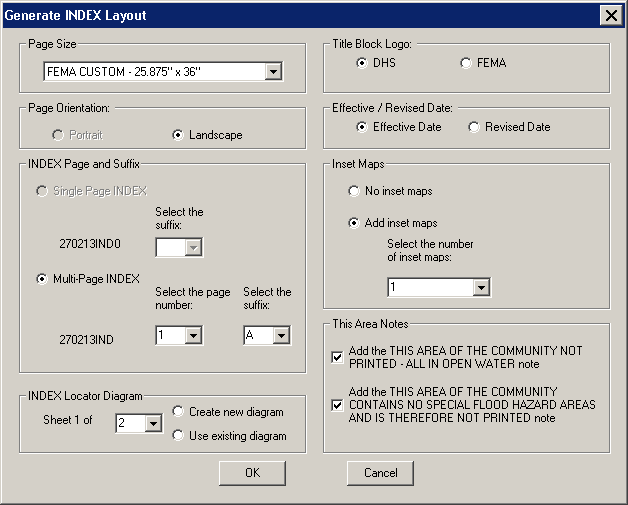 Generate INDEX Layout
Page Size
FEMA CUSTOM - 25.875" x 36"
Page Orientation:
Portrait
Landscape
INDEX Page and Suffix
Single Page INDEX
Select the
suffix:
270213IND0
Multi-Page INDEX
Select the page
number:
Select the
suffix:
270213IND
1
A
INDEX Locator Diagram
Sheet 1 of
2
Create new diagram
Use existing diagram
Title Block Logo:
DHS
FEMA
Effective / Revised Date:
Effective Date
Revised Date
Inset Maps
No inset maps
Add inset maps
Select the number
of inset maps:
1
This Area Notes
Add the THIS AREA OF THE COMMUNITY NOT
PRINTED - ALL IN OPEN WATER note
Add the THIS AREA OF THE COMMUNITY
CONTAINS NO SPECIAL FLOOD HAZARD AREAS
AND IS THEREFORE NOT PRINTED note
OK
Cancel